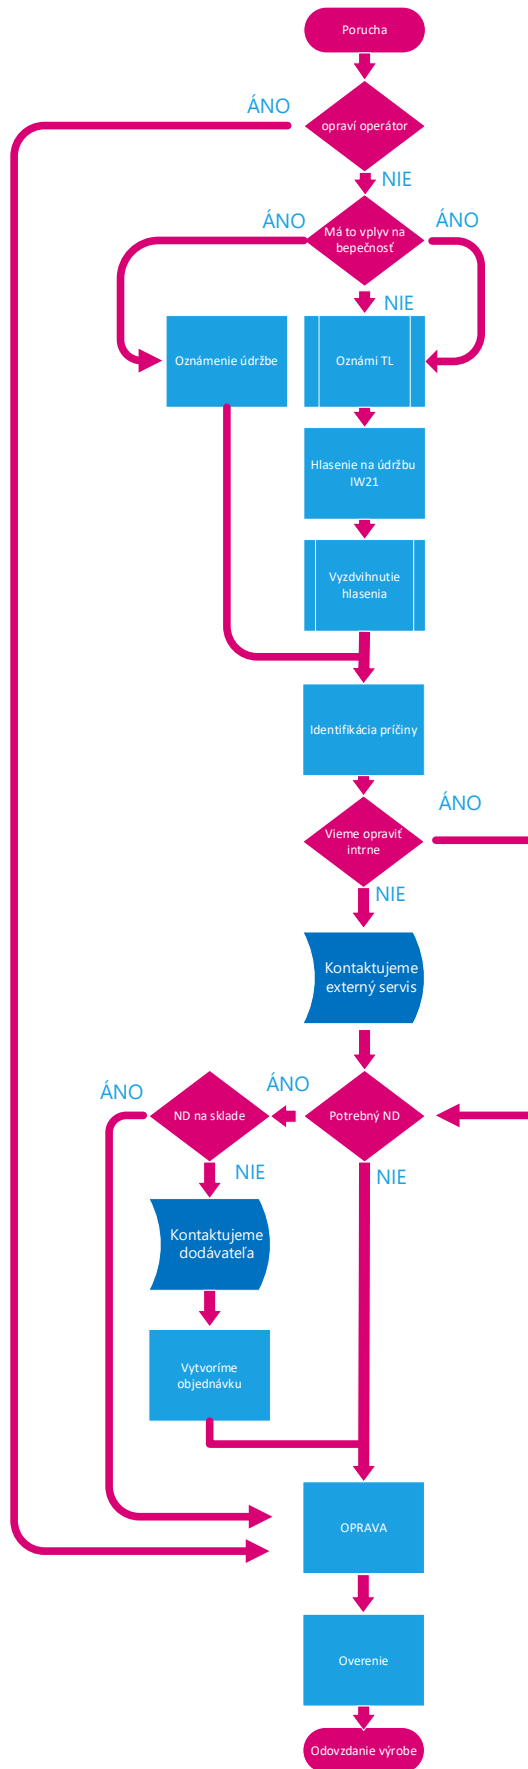 Porucha
ÁNO
opraví operátor
NIE
ÁNO
Má to vplyv na
bepečnosť
ÁNO
NIE
Oznámenie údržbe
Oznámi TL
Hlasenie na údržbu
IW21
Vyzdvihnutie
hlasenia
Identifikácia príčiny
ÁNO
Vieme opraviť
intrne
NIE
Kontaktujeme
externý servis
ÁNO
ND na sklade
ÁNO
Potrebný ND
NIE
NIE
Kontaktujeme
dodávateľa
Vytvoríme
objednávku
OPRAVA
Overenie
Odovzdanie výrobe